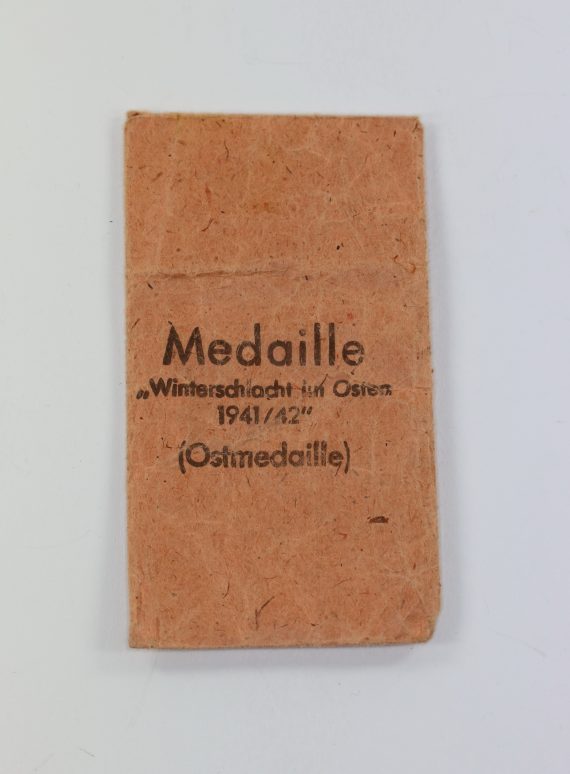 Medaille
„Winterschlacht im Osten
1941/42"
(Ostmedaille)